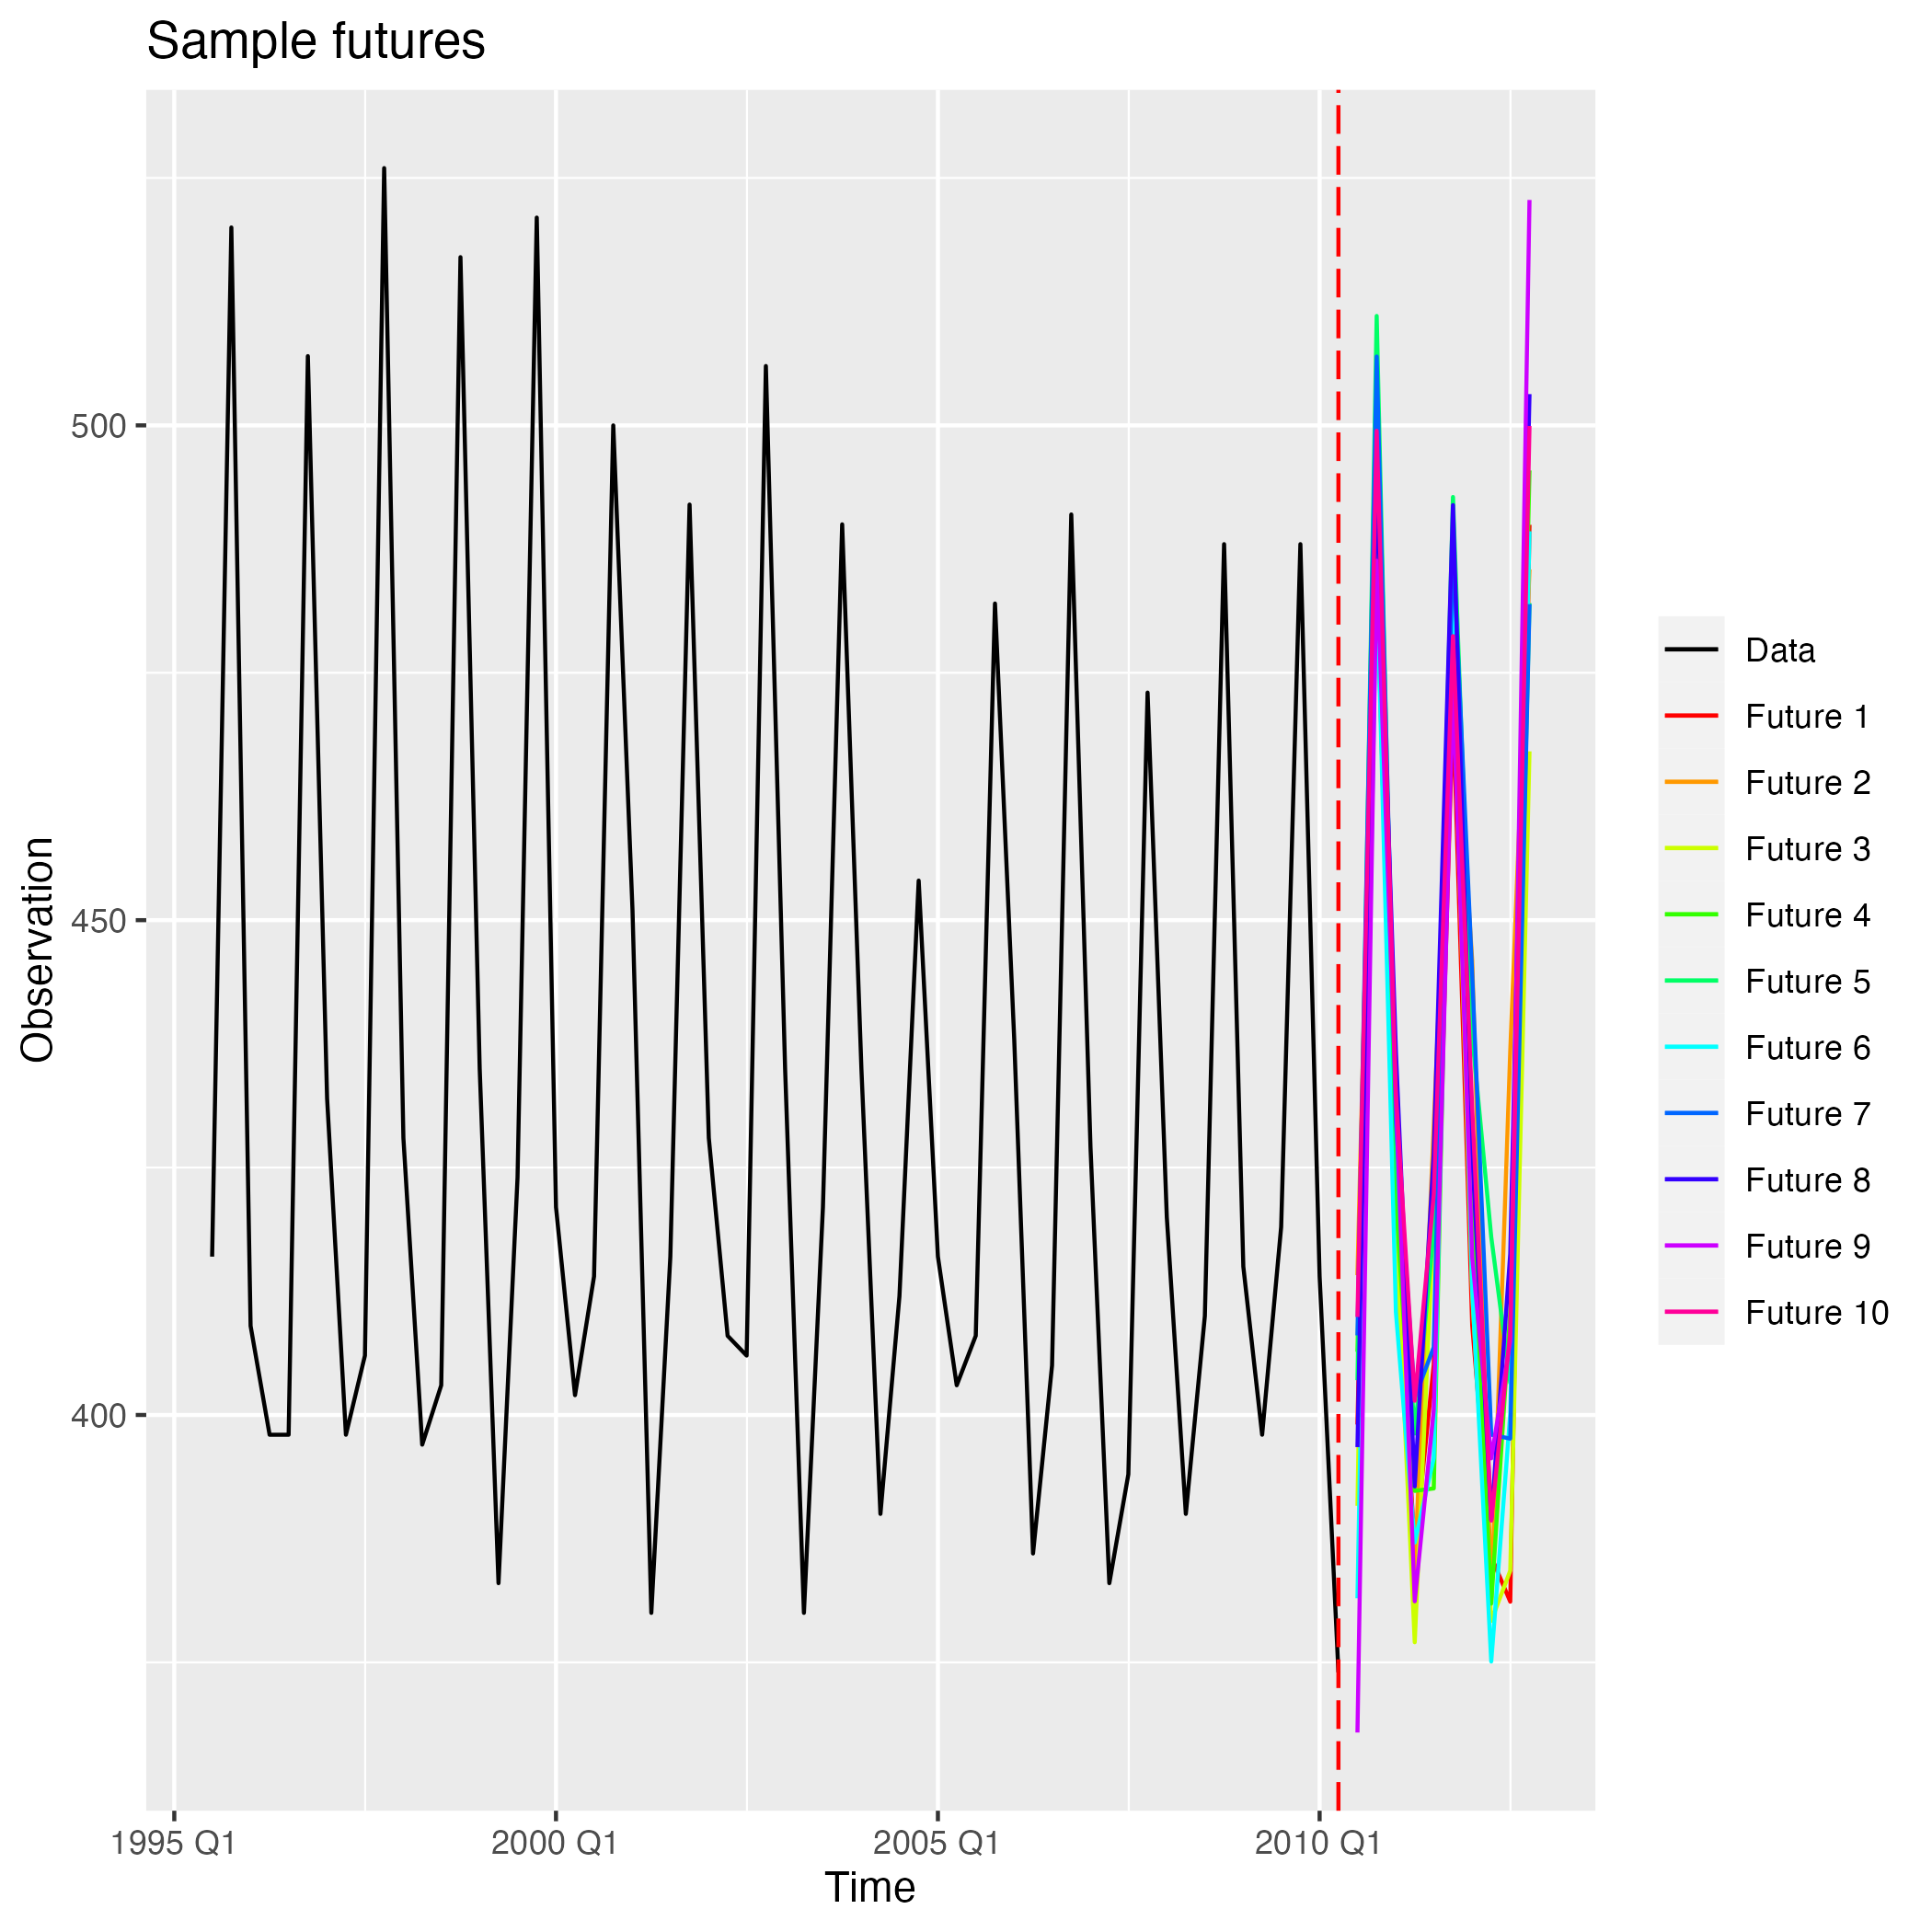 Sample futures
Observation
500
450
400
1995 Q1
2000 Q1
2005 Q1
2010 Q1
Time
Data
Future 1
Future 2
Future 3
Future 4
Future 5
Future 6
Future 7
Future 8
Future 9
Future 10